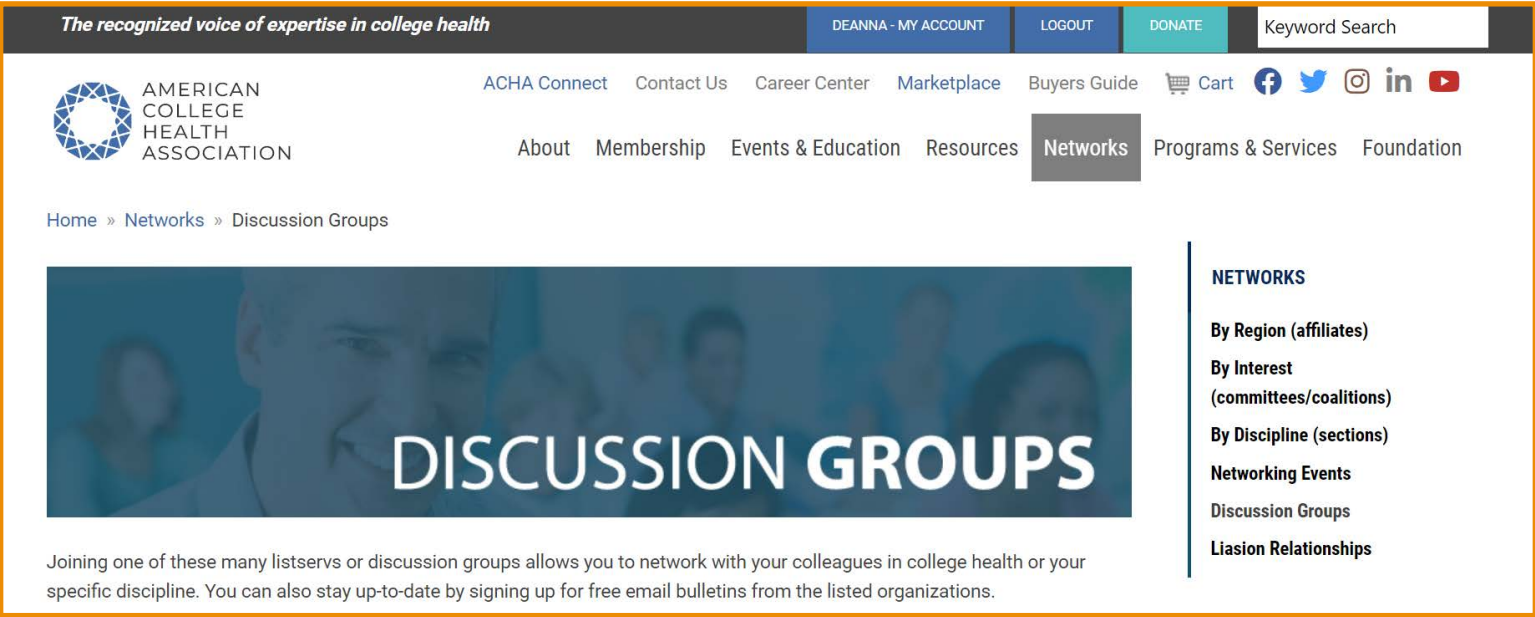 The recognized voice of expertise in college health
DEANNA - MY ACCOUNT
LOGOUT
DONATE
Keyword Search
AMERICAN
COLLEGE
HEALTH
ASSOCIATION
ACHA Connect Contact Us Career Center Marketplace Buyers Guide Cart
About Membership Events & Education Resources Networks Programs & Services Foundation
Home » Networks » Discussion Groups
DISCUSSION GROUPS
Joining one of these many listservs or discussion groups allows you to network with your colleagues in college health or your
specific discipline. You can also stay up-to-date by signing up for free email bulletins from the listed organizations.
NETWORKS
By Region (affiliates)
By Interest
(committees/coalitions)
By Discipline (sections)
Networking Events
Discussion Groups
Liasion Relationships